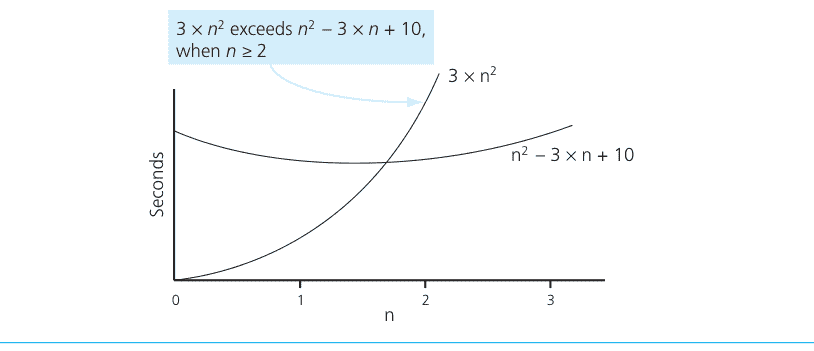 3 × n² exceeds n² – 3 × n + 10,
when n ≥ 2
3 × n²
n² – 3 × n + 10
Seconds
0 1 2 3
n